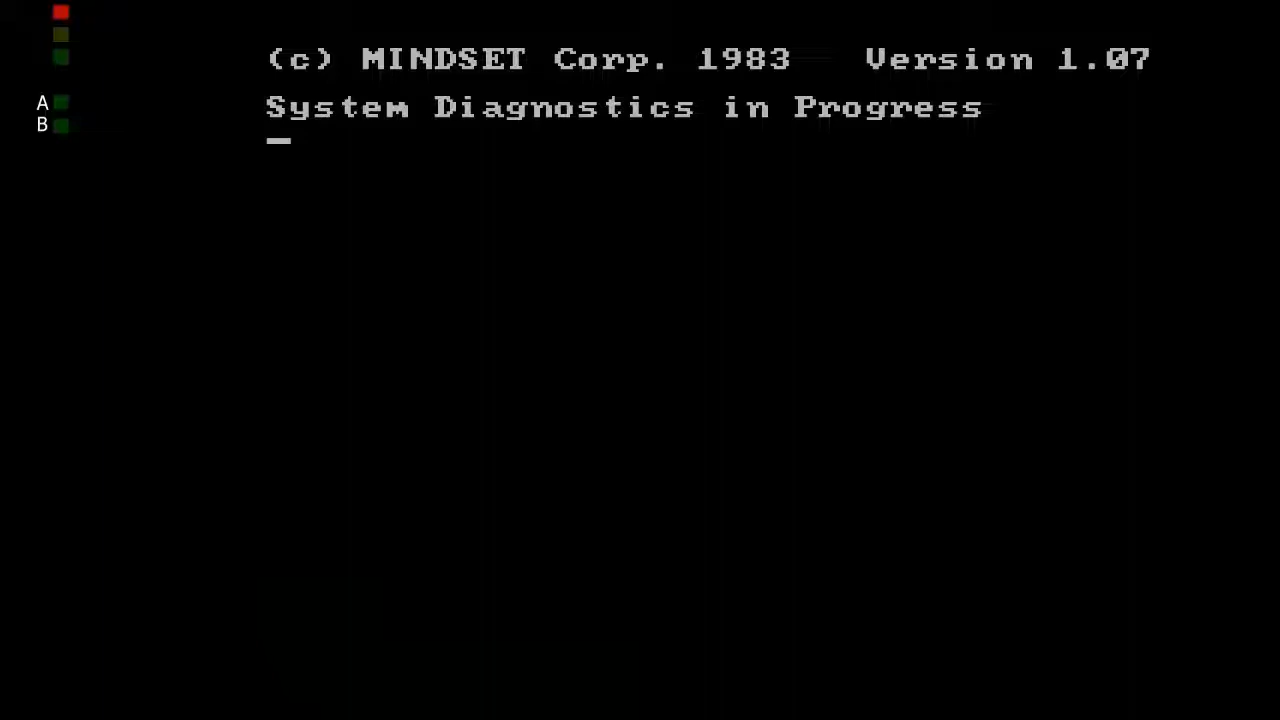 (c) MINDSET Corp. 1983   Version 1.07
System Diagnostics in Progress
A
B